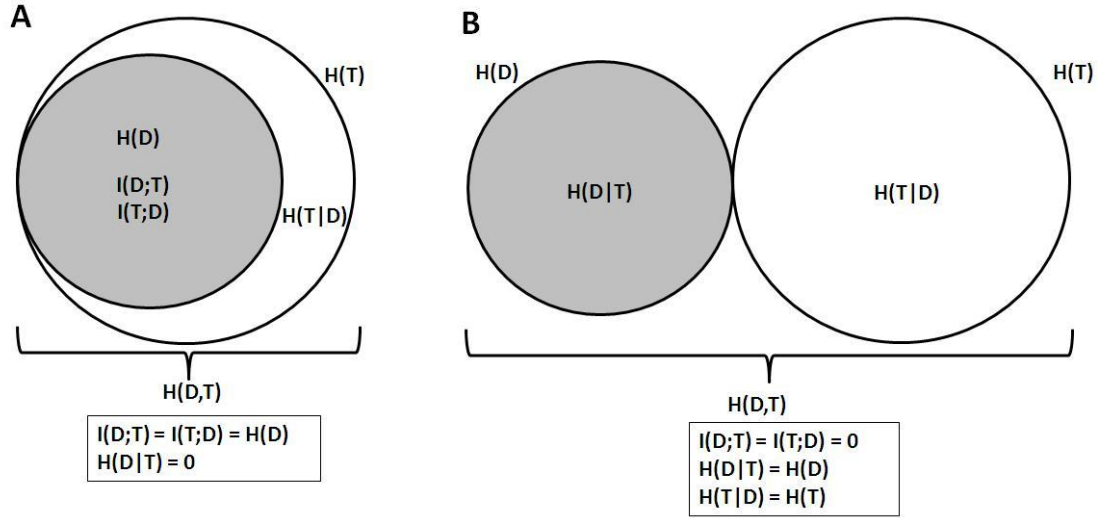 A
H(T)
H(D)
I(D;T)
I(T;D)
H(T|D)
H(D,T)
I(D;T) = I(T;D) = H(D)
H(D|T) = 0
B
H(D)
H(T)
H(D|T)
H(T|D)
H(D,T)
I(D;T) = I(T;D) = 0
H(D|T) = H(D)
H(T|D) = H(T)